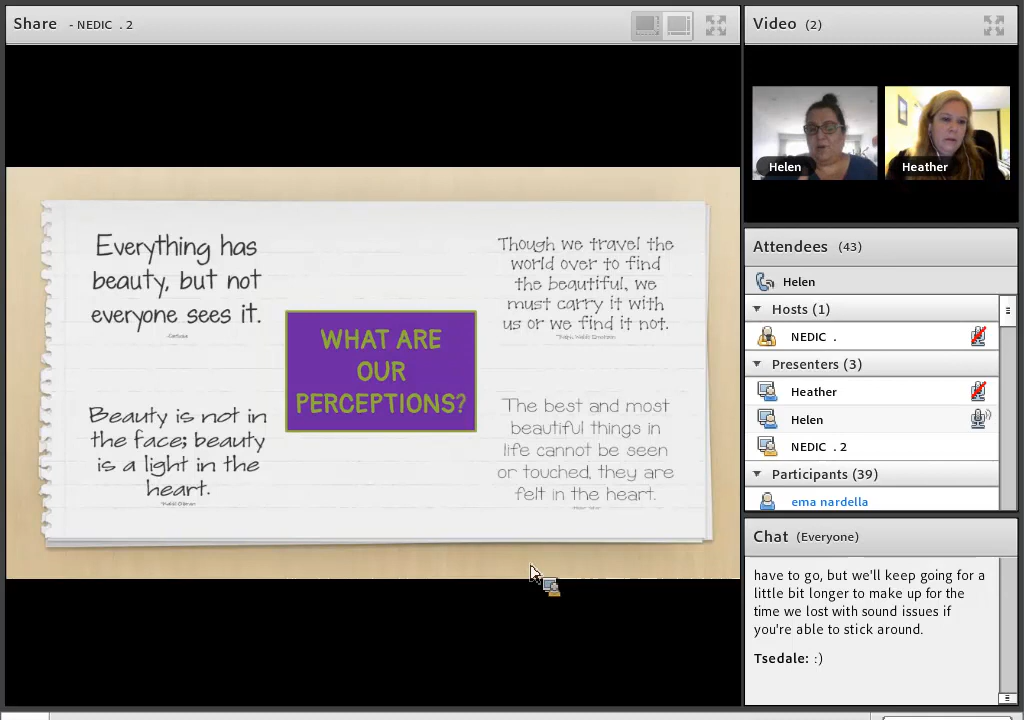 Share - NEDIC . 2
Everything has
beauty, but not
everyone sees it.
Though we travel the
world over to find
the beautiful, we
must carry it with
us or we find it not.
WHAT ARE
OUR
PERCEPTIONS?
Beauty is not in
the face; beauty
is a light in the
heart.
The best and most
beautiful things in
life cannot be seen
or touched, they are
felt in the heart.
Video (2)
Helen
Heather
Attendees (43)
Helen
Hosts (1)
NEDIC .
Presenters (3)
Heather
Helen
NEDIC . 2
Participants (39)
ema nardella
Chat (Everyone)
have to go, but we'll keep going for a
little bit longer to make up for the
time we lost with sound issues if
you're able to stick around.
Tsedale: :)